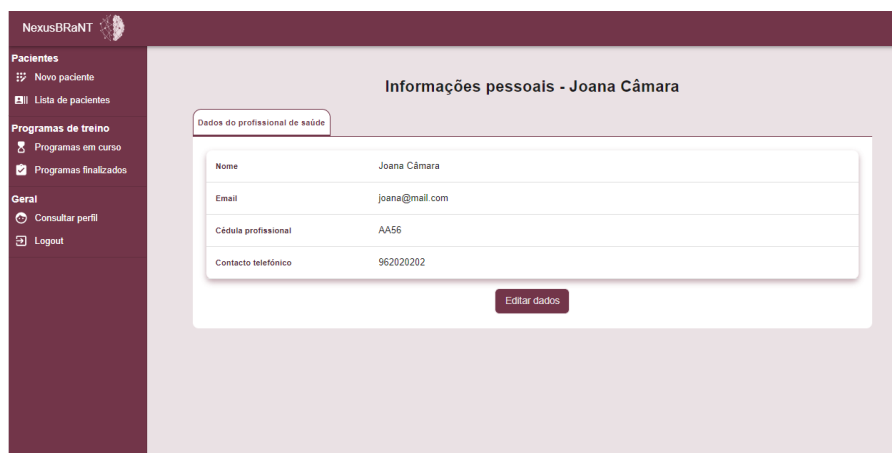 NexusBRaNT
Pacientes
Novo paciente
Lista de pacientes
Programas de treino
Programas em curso
Programas finalizados
Geral
Consultar perfil
Logout
Informações pessoais - Joana Câmara
Dados do profissional de saúde
Nome Joana Câmara
Email joana@mail.com
Cédula profissional AA56
Contacto telefónico 962020202
Editar dados